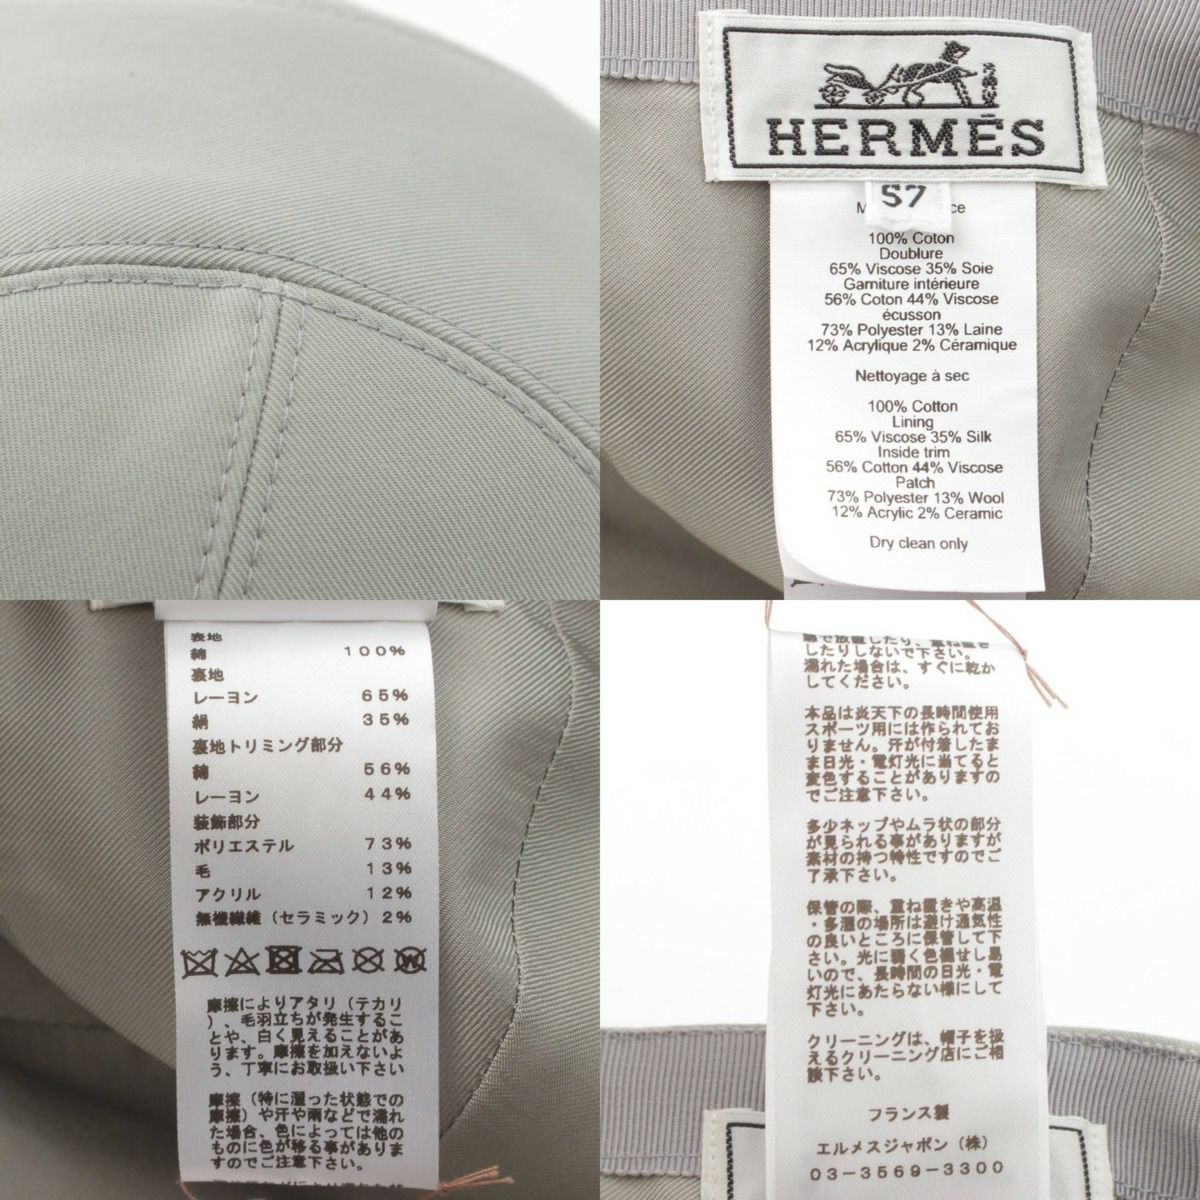 HERMÈS
57
100% Coton
Doublure
65% Viscose 35% Soie
Garniture intérieure
56% Coton 44% Viscose
écusson
73% Polyester 13% Laine
12% Acrylique 2% Céramique
Nettoyage à sec
100% Cotton
Lining
65% Viscose 35% Silk
Inside trim
56% Cotton 44% Viscose
Patch
73% Polyester 13% Wool
12% Acrylic 2% Ceramic
Dry clean only
表地
綿 100%
裏地
レーヨン 65%
絹 35%
裏地トリミング部分
綿 56%
レーヨン 44%
装飾部分
ポリエステル 73%
毛 13%
アクリル 12%
無機繊維(セラミック)2%
摩擦によりアタリ(テカリ
)、毛羽立ちが発生するこ
とや、白く見えることがあ
ります。摩擦を加えないよ
う、丁寧にお取扱い下さい
摩擦(特に湿った状態での
摩擦)や汗や雨などで濡れ
た場合、色によっては他の
ものに色が移る事がありま
すのでご注意下さい。
したりしないで下さい。
濡れた場合は、すぐに乾か
してください。
本品は炎天下の長時間使用
スポーツ用には作られてお
りません。汗が付着したま
ま日光・電灯光に当てると
変色することがありますの
でご注意下さい。
多少ネップやムラ状の部分
が見られる事がありますが
素材の持つ特性ですのでご
了承下さい。
保管の際、重ね置きや高温
・多湿の場所は避け通気性
の良いところに保管して下
さい。光に弱く色褪せし易
いので、長時間の日光・電
灯光にあたらない様にして
下さい。
クリーニングは、帽子を扱
えるクリーニング店にご相
談下さい。
フランス製
エルメスジャポン(株)
03-3569-3300